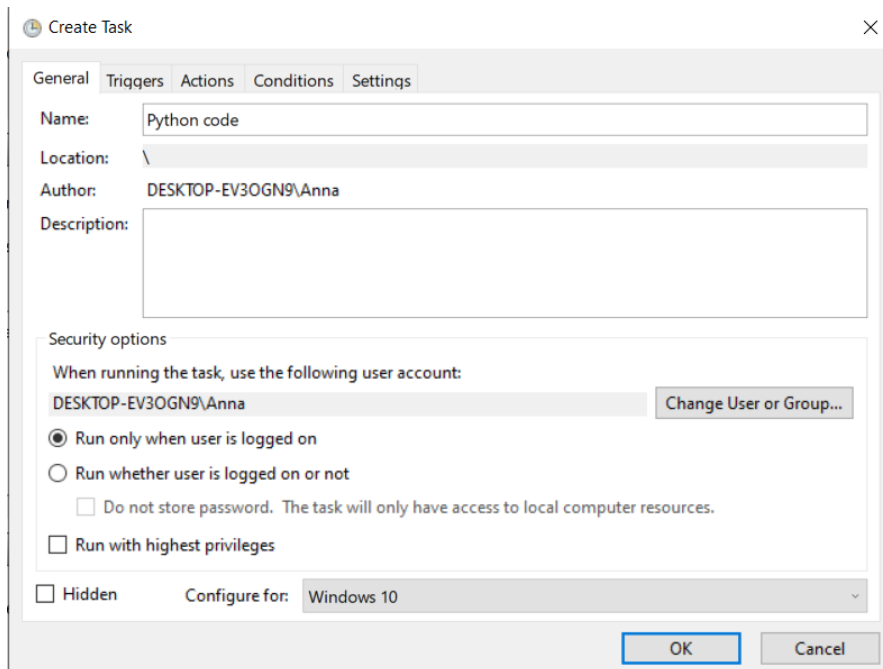 Create Task
General Triggers Actions Conditions Settings
Name: Python code
Location: \
Author: DESKTOP-EV3OGN9\Anna
Description:
Security options
When running the task, use the following user account:
DESKTOP-EV3OGN9\Anna Change User or Group...
Run only when user is logged on
Run whether user is logged on or not
Do not store password. The task will only have access to local computer resources.
Run with highest privileges
Hidden Configure for: Windows 10
OK Cancel